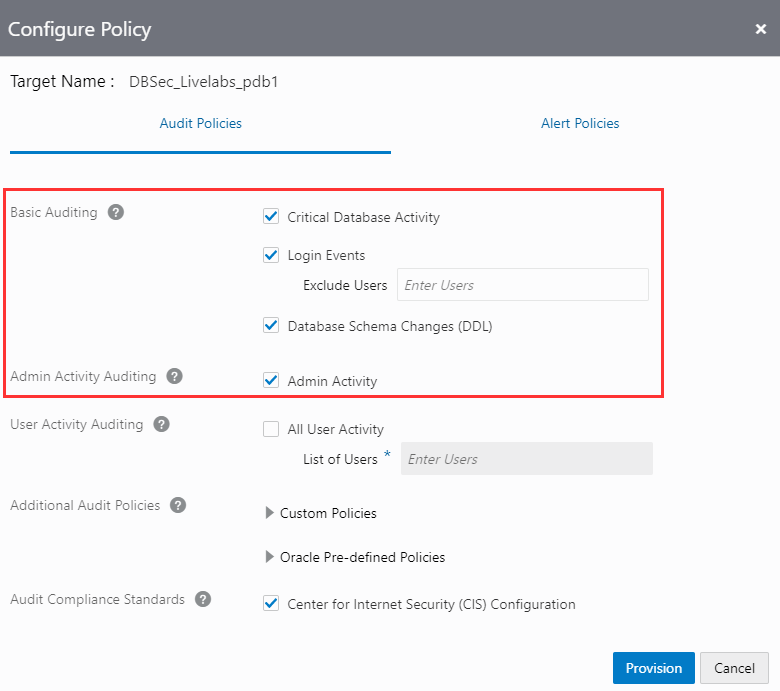 Configure Policy ×
Target Name : DBSec_Livelabs_pdb1
Audit Policies Alert Policies
Basic Auditing ? Critical Database Activity
Login Events
Exclude Users Enter Users
Database Schema Changes (DDL)
Admin Activity Auditing ? Admin Activity
User Activity Auditing ? All User Activity
List of Users * Enter Users
Additional Audit Policies ? Custom Policies
Oracle Pre-defined Policies
Audit Compliance Standards ? Center for Internet Security (CIS) Configuration
Provision Cancel